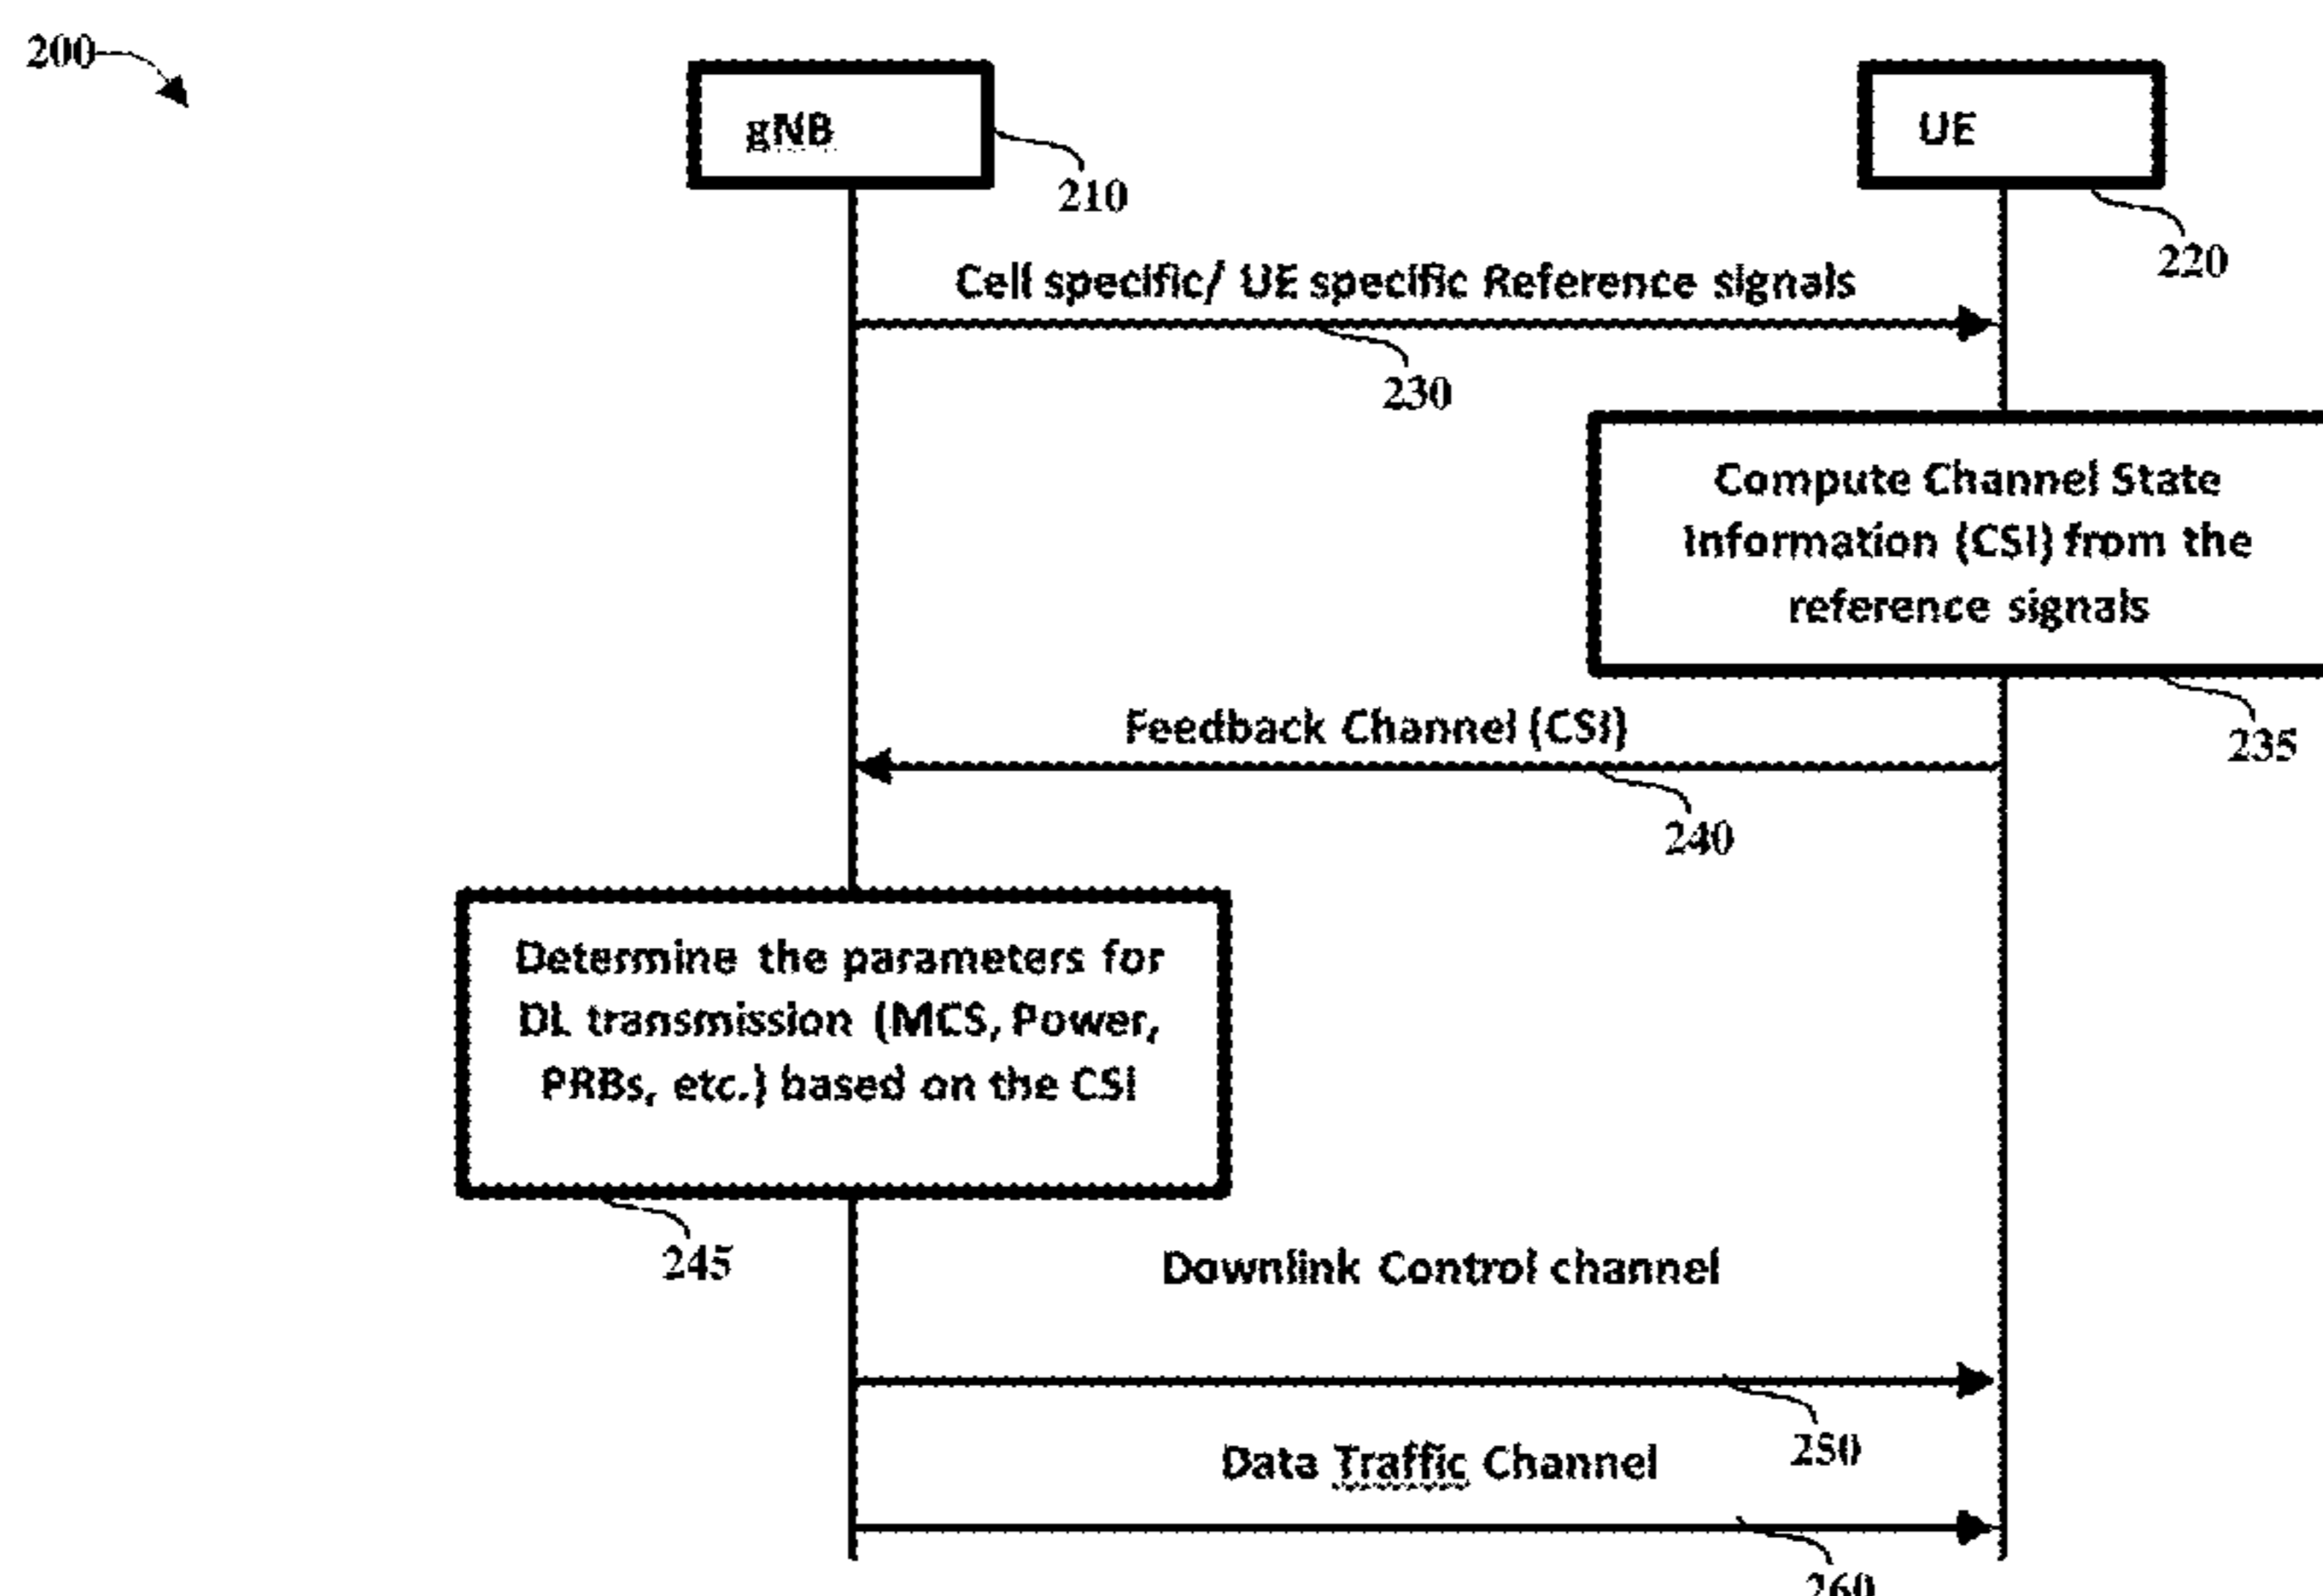 200
gNB
UE
210
220
Cell specific/ UE specific Reference signals
230
Compute Channel State
Information (CSI) from the
reference signals
235
Feedback Channel (CSI)
240
Determine the parameters for
DL transmission (MCS, Power,
PRBs, etc.) based on the CSI
245
Downlink Control channel
250
Data Traffic Channel
260